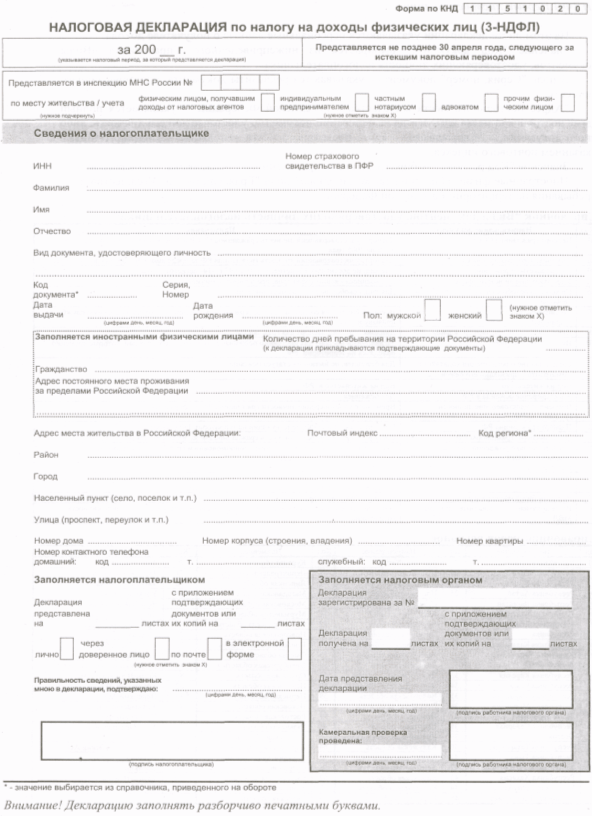 Форма по КНД 1 1 5 1 0 2 0
НАЛОГОВАЯ ДЕКЛАРАЦИЯ по налогу на доходы физических лиц (3-НДФЛ)
за 200 __ г.
(указывается налоговый период, за который представляется декларация)
Представляется не позднее 30 апреля года, следующего за
истекшим налоговым периодом
Представляется в инспекцию МНС России №
по месту жительства / учета
(нужное подчеркнуть)
физическим лицом, получавшим
доходы от налоговых агентов
индивидуальным
предпринимателем
частным
нотариусом
адвокатом
прочим физи-
ческим лицом
(нужное отметить знаком X)
Сведения о налогоплательщике
ИНН
Номер страхового
свидетельства в ПФР
Фамилия
Имя
Отчество
Вид документа, удостоверяющего личность
Код
документа*
Серия,
Номер
Дата
выдачи
(цифрами день, месяц, год)
Дата
рождения
(цифрами день, месяц, год)
Пол: мужской
женский
(нужное отметить
знаком X)
Заполняется иностранными физическими лицами
Количество дней пребывания на территории Российской Федерации
(к декларации прикладываются подтверждающие документы)
Гражданство
Адрес постоянного места проживания
за пределами Российской Федерации
Адрес места жительства в Российской Федерации:
Почтовый индекс
Код региона*
Район
Город
Населенный пункт (село, поселок и т.п.)
Улица (проспект, переулок и т.п.)
Номер дома
Номер корпуса (строения, владения)
Номер квартиры
Номер контактного телефона
домашний: код
т.
служебный: код
т.
Заполняется налогоплательщиком
Декларация
представлена
на
листах
с приложением
подтверждающих
документов или
их копий на
листах
лично
через
доверенное лицо
по почте
в электронной
форме
(нужное отметить знаком X)
Правильность сведений, указанных
мною в декларации, подтверждаю:
(цифрами день, месяц, год)
(подпись налогоплательщика)
Заполняется налоговым органом
Декларация
зарегистрирована за №
Декларация
получена на
листах
с приложением
подтверждающих
документов или
их копий на
листах
Дата представления
декларации
(цифрами день, месяц, год)
(подпись работника налогового органа)
Камеральная проверка
проведена:
(цифрами день, месяц, год)
(подпись работника налогового органа)
* - значение выбирается из справочника, приведенного на обороте
Внимание! Декларацию заполнять разборчиво печатными буквами.